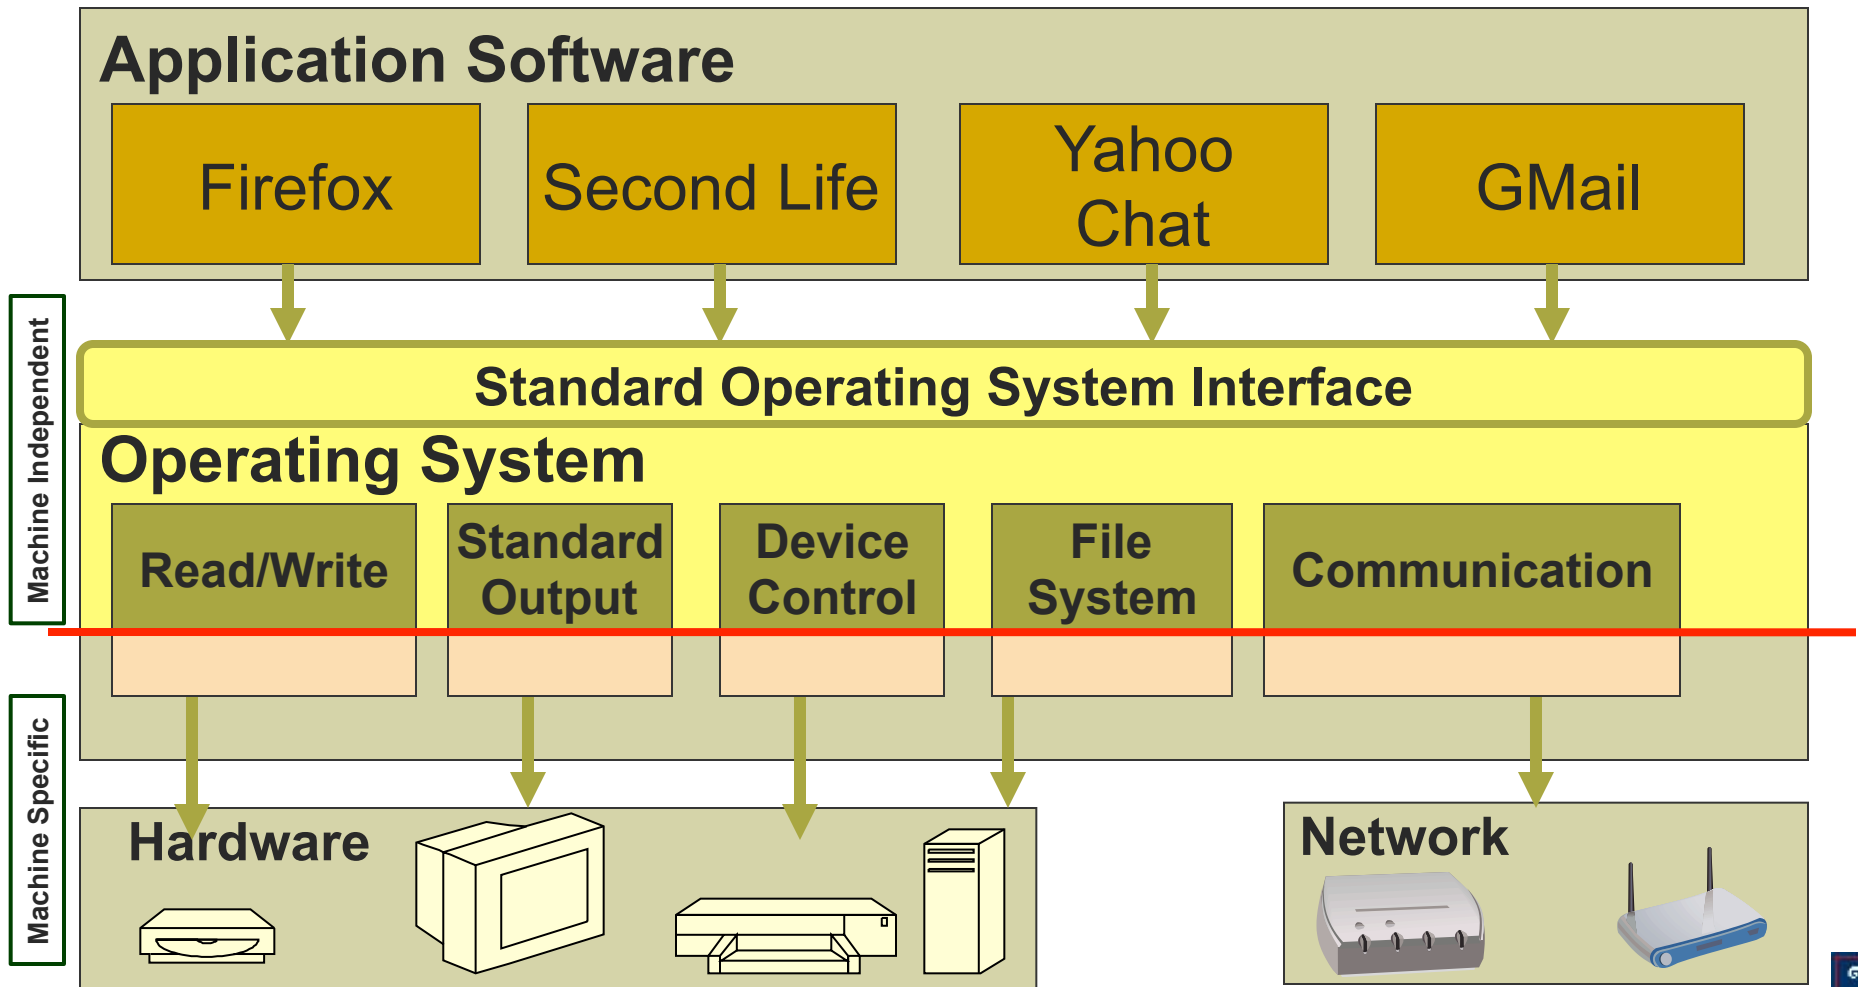 Application Software
Firefox
Second Life
Yahoo
Chat
GMail
Machine Independent
Standard Operating System Interface
Operating System
Read/Write
Standard
Output
Device
Control
File
System
Communication
Machine Specific
Hardware
Network